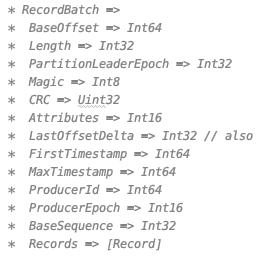 * RecordBatch =>
* BaseOffset => Int64
* Length => Int32
* PartitionLeaderEpoch => Int32
* Magic => Int8
* CRC => Uint32
* Attributes => Int16
* LastOffsetDelta => Int32 // also
* FirstTimestamp => Int64
* MaxTimestamp => Int64
* ProducerId => Int64
* ProducerEpoch => Int16
* BaseSequence => Int32
* Records => [Record]